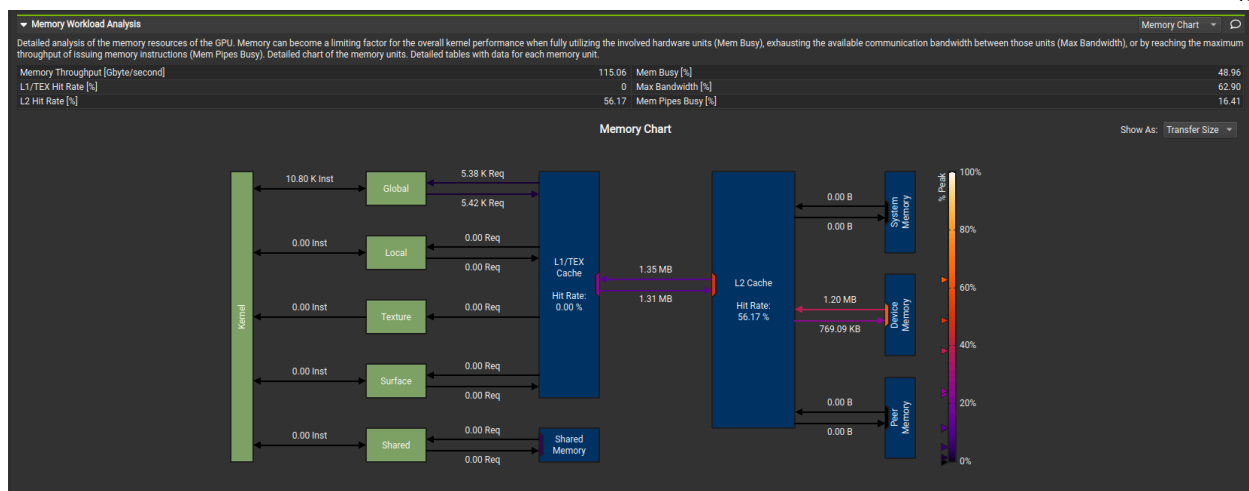 Memory Workload Analysis
Memory Chart
Detailed analysis of the memory resources of the GPU. Memory can become a limiting factor for the overall kernel performance when fully utilizing the involved hardware units (Mem Busy), exhausting the available communication bandwidth between those units (Max Bandwidth), or by reaching the maximum
throughput of issuing memory instructions (Mem Pipes Busy). Detailed chart of the memory units. Detailed tables with data for each memory unit.
Memory Throughput [Gbyte/second] 115.06 Mem Busy [%] 48.96
L1/TEX Hit Rate [%] 0 Max Bandwidth [%] 62.90
L2 Hit Rate [%] 56.17 Mem Pipes Busy [%] 16.41
Memory Chart
Show As: Transfer Size
Kernel
10.80 K Inst
Global
5.38 K Req
5.42 K Req
0.00 Inst
Local
0.00 Req
0.00 Req
0.00 Inst
Texture
0.00 Req
0.00 Inst
Surface
0.00 Req
0.00 Req
0.00 Inst
Shared
0.00 Req
0.00 Req
L1/TEX
Cache
Hit Rate:
0.00 %
Shared
Memory
1.35 MB
1.31 MB
L2 Cache
Hit Rate:
56.17 %
0.00 B
0.00 B
System
Memory
1.20 MB
769.09 KB
Device
Memory
0.00 B
0.00 B
Peer
Memory
% Peak
100%
80%
60%
40%
20%
0%